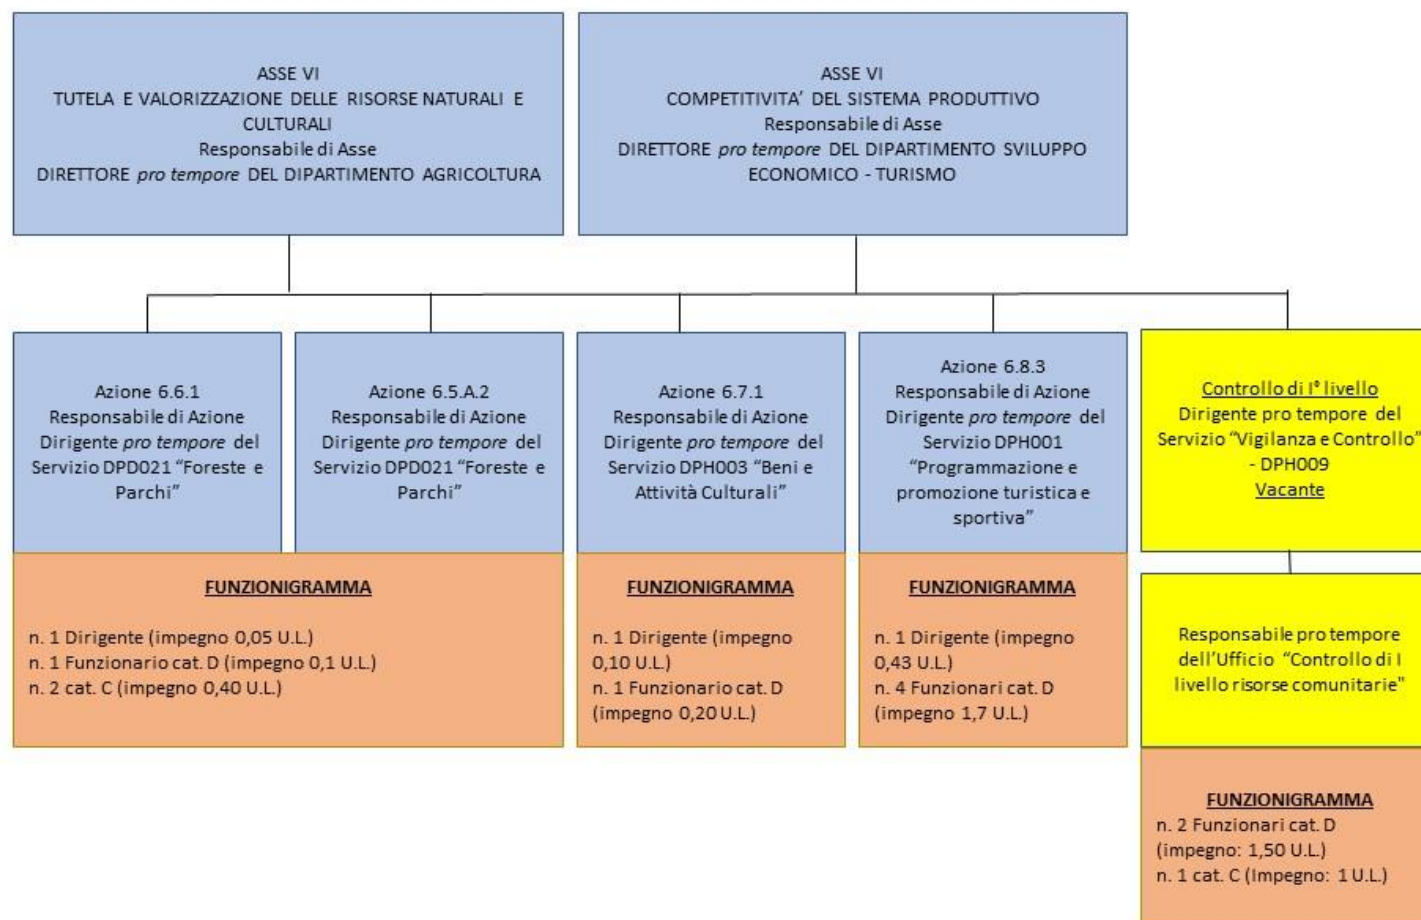 ASSE VI
TUTELA E VALORIZZAZIONE DELLE RISORSE NATURALI E
CULTURALI
Responsabile di Asse
DIRETTORE pro tempore DEL DIPARTIMENTO AGRICOLTURA
ASSE VI
COMPETITIVITA’ DEL SISTEMA PRODUTTIVO
Responsabile di Asse
DIRETTORE pro tempore DEL DIPARTIMENTO SVILUPPO
ECONOMICO - TURISMO
Azione 6.6.1
Responsabile di Azione
Dirigente pro tempore del
Servizio DPD021 “Foreste e
Parchi”
Azione 6.5.A.2
Responsabile di Azione
Dirigente pro tempore del
Servizio DPD021 “Foreste e
Parchi”
Azione 6.7.1
Responsabile di Azione
Dirigente pro tempore del
Servizio DPH003 “Beni e
Attività Culturali”
Azione 6.8.3
Responsabile di Azione
Dirigente pro tempore del
Servizio DPH001
“Programmazione e
promozione turistica e
sportiva”
Controllo di I° livello
Dirigente pro tempore del
Servizio “Vigilanza e Controllo”
- DPH009
Vacante
FUNZIONIGRAMMA
n. 1 Dirigente (impegno 0,05 U.L.)
n. 1 Funzionario cat. D (impegno 0,1 U.L.)
n. 2 cat. C (impegno 0,40 U.L.)
FUNZIONIGRAMMA
n. 1 Dirigente (impegno
0,10 U.L.)
n. 1 Funzionario cat. D
(impegno 0,20 U.L.)
FUNZIONIGRAMMA
n. 1 Dirigente (impegno
0,43 U.L.)
n. 4 Funzionari cat. D
(impegno 1,7 U.L.)
Responsabile pro tempore
dell’Ufficio “Controllo di I
livello risorse comunitarie"
FUNZIONIGRAMMA
n. 2 Funzionari cat. D
(impegno: 1,50 U.L.)
n. 1 cat. C (Impegno: 1 U.L.)